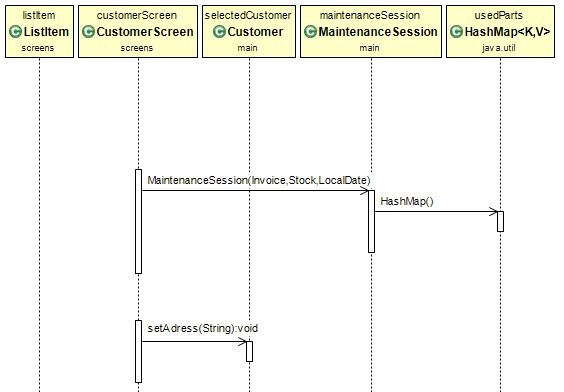 listItem
C ListItem
screens
customerScreen
C CustomerScreen
screens
selectedCustomer
C Customer
main
maintenanceSession
C MaintenanceSession
main
usedParts
C HashMap<K,V>
java.util
MaintenanceSession(Invoice,Stock,LocalDate)
HashMap()
setAdress(String):void